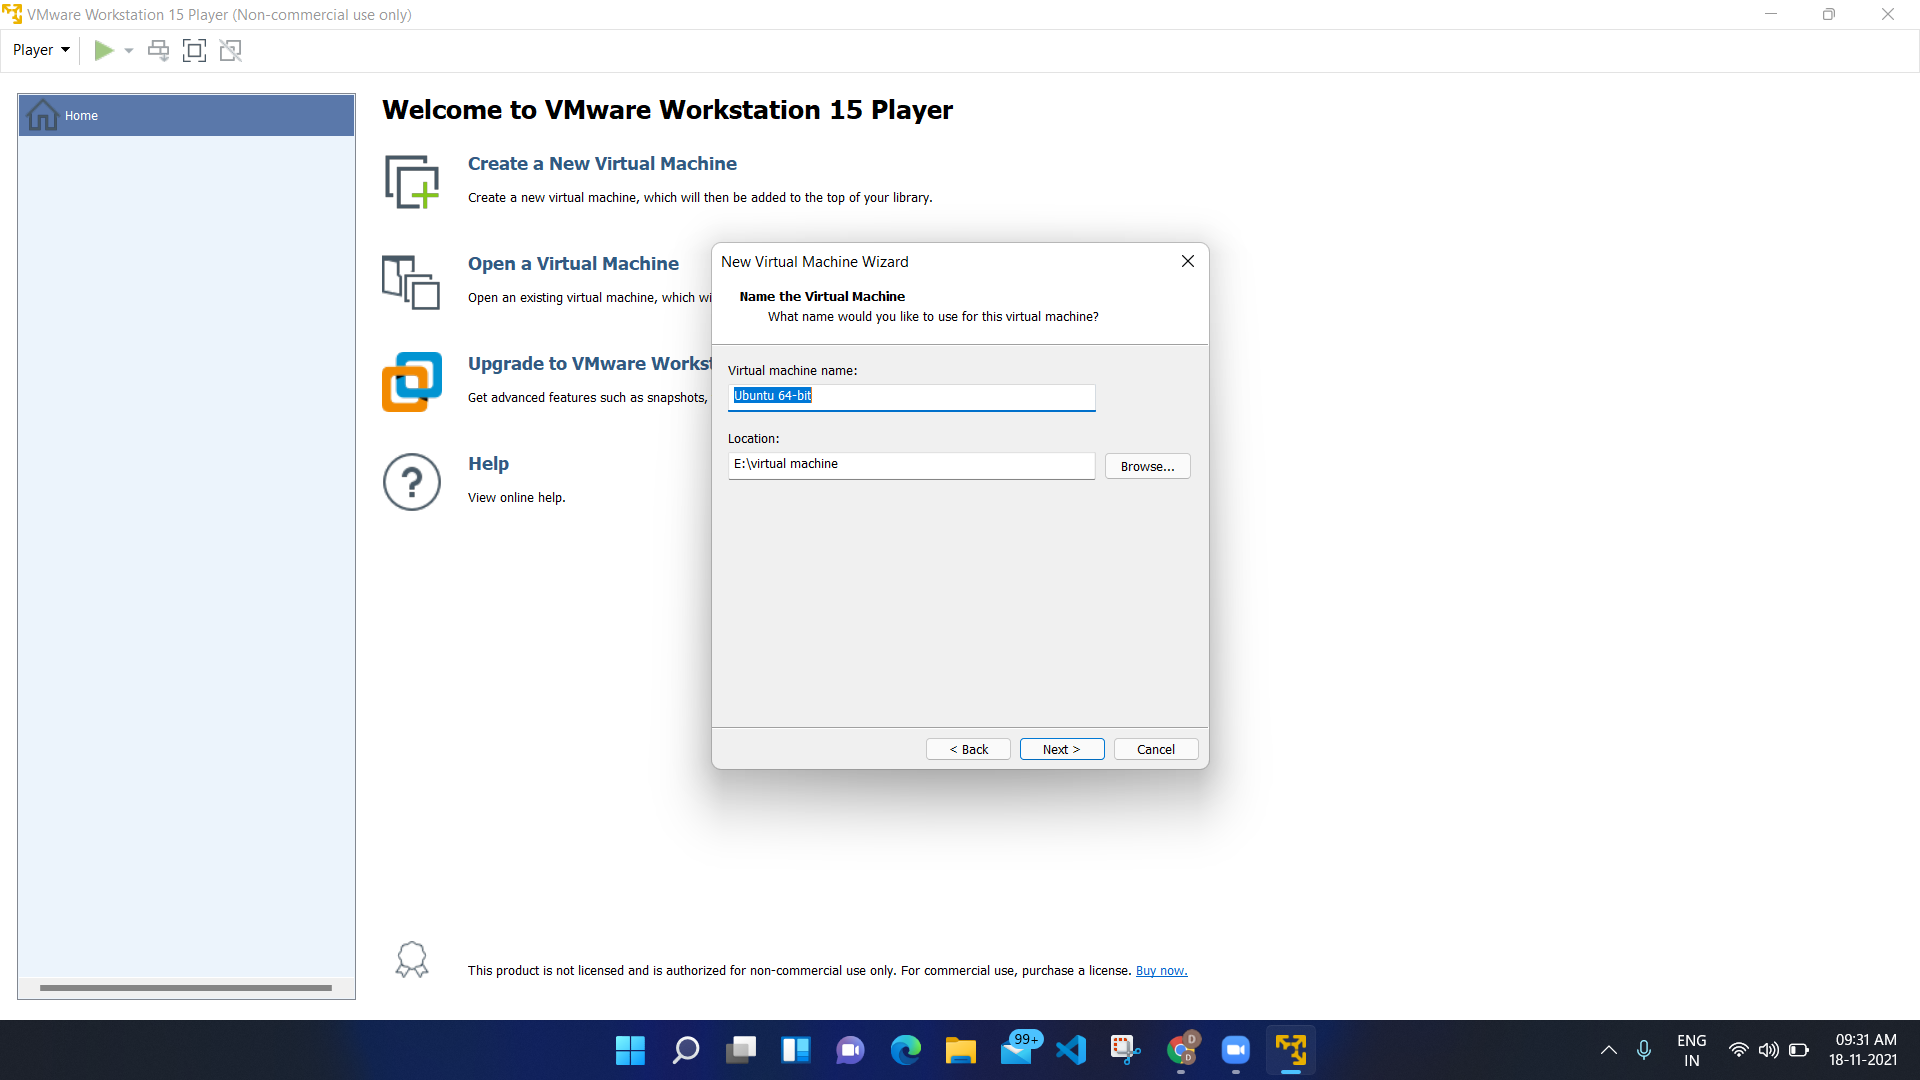 VMware Workstation 15 Player (Non-commercial use only)
Player
Home
Welcome to VMware Workstation 15 Player
Create a New Virtual Machine
Create a new virtual machine, which will then be added to the top of your library.
Open a Virtual Machine
Open an existing virtual machine, which wi
Upgrade to VMware Works
Get advanced features such as snapshots,
Help
View online help.
New Virtual Machine Wizard
Name the Virtual Machine
What name would you like to use for this virtual machine?
Virtual machine name:
Ubuntu 64-bit
Location:
E:\virtual machine
Browse...
< Back
Next >
Cancel
This product is not licensed and is authorized for non-commercial use only. For commercial use, purchase a license. Buy now.
99+
D
D
ENG
IN
09:31 AM
18-11-2021